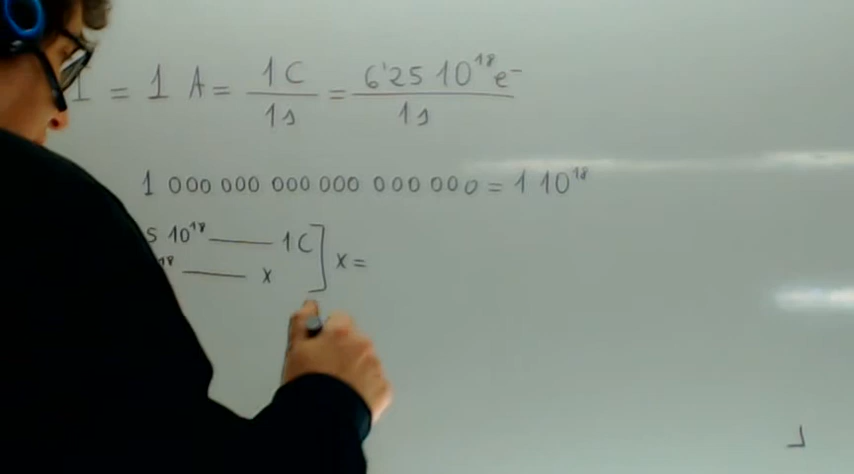 I = 1 A = 1C / 1s = 6'25 10¹⁸ e⁻ / 1s
1 000 000 000 000 000 000 = 1 10¹⁸
5 10¹⁸ —— 1C ] x =
¹⁸ —— x